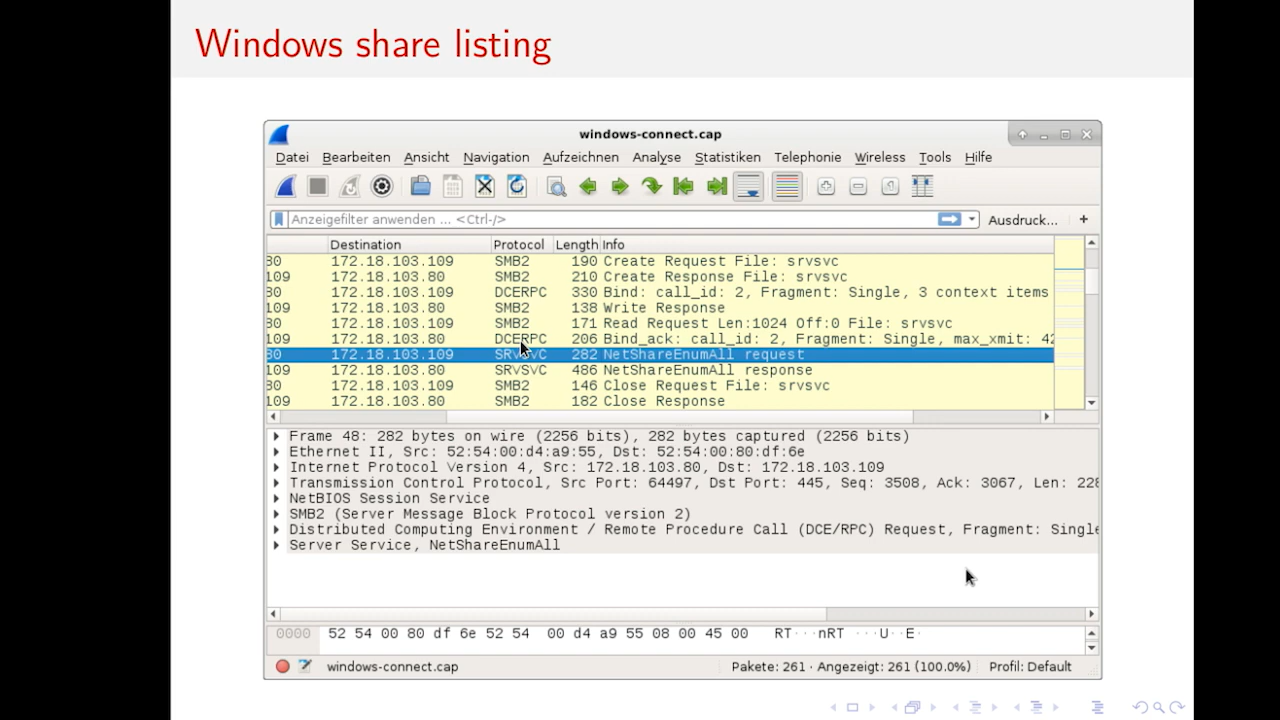 Windows share listing
windows-connect.cap
Datei Bearbeiten Ansicht Navigation Aufzeichnen Analyse Statistiken Telephonie Wireless Tools Hilfe
Anzeigefilter anwenden ... <Ctrl-/> Ausdruck... +
Destination Protocol Length Info
80 172.18.103.109 SMB2 190 Create Request File: srvsvc
109 172.18.103.80 SMB2 210 Create Response File: srvsvc
80 172.18.103.109 DCERPC 330 Bind: call_id: 2, Fragment: Single, 3 context items
109 172.18.103.80 SMB2 138 Write Response
80 172.18.103.109 SMB2 171 Read Request Len:1024 Off:0 File: srvsvc
109 172.18.103.80 DCERPC 206 Bind_ack: call_id: 2, Fragment: Single, max_xmit: 42
80 172.18.103.109 SRVSVC 282 NetShareEnumAll request
109 172.18.103.80 SRVSVC 486 NetShareEnumAll response
80 172.18.103.109 SMB2 146 Close Request File: srvsvc
109 172.18.103.80 SMB2 182 Close Response
Frame 48: 282 bytes on wire (2256 bits), 282 bytes captured (2256 bits)
Ethernet II, Src: 52:54:00:d4:a9:55, Dst: 52:54:00:80:df:6e
Internet Protocol Version 4, Src: 172.18.103.80, Dst: 172.18.103.109
Transmission Control Protocol, Src Port: 64497, Dst Port: 445, Seq: 3508, Ack: 3067, Len: 228
NetBIOS Session Service
SMB2 (Server Message Block Protocol version 2)
Distributed Computing Environment / Remote Procedure Call (DCE/RPC) Request, Fragment: Single
Server Service, NetShareEnumAll
0000 52 54 00 80 df 6e 52 54 00 d4 a9 55 08 00 45 00 RT···nRT ···U··E·
windows-connect.cap Pakete: 261 · Angezeigt: 261 (100.0%) Profil: Default